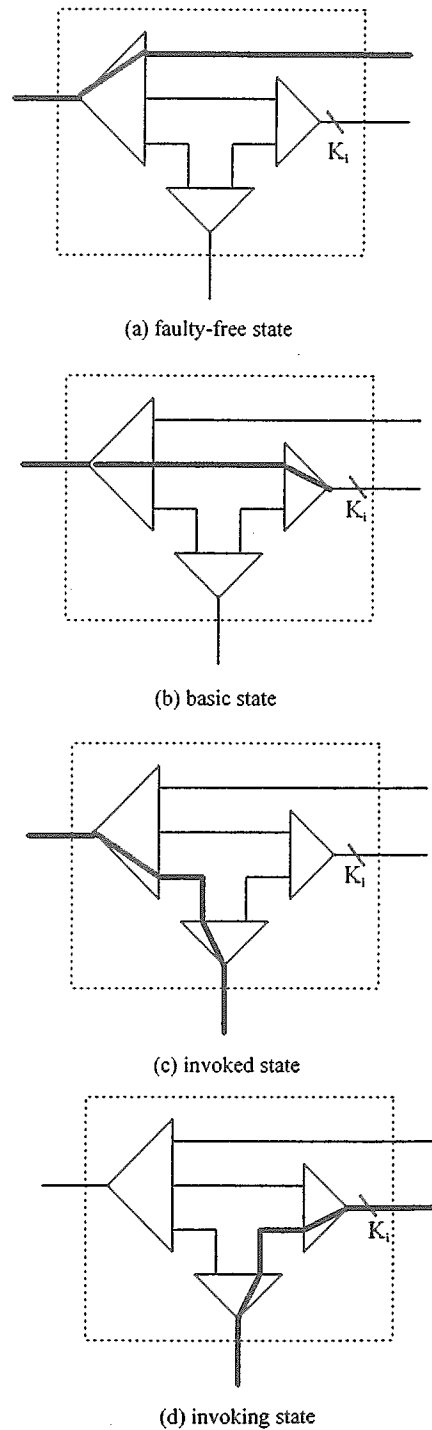 K_i
(a) faulty-free state
K_i
(b) basic state
K_i
(c) invoked state
K_i
(d) invoking state